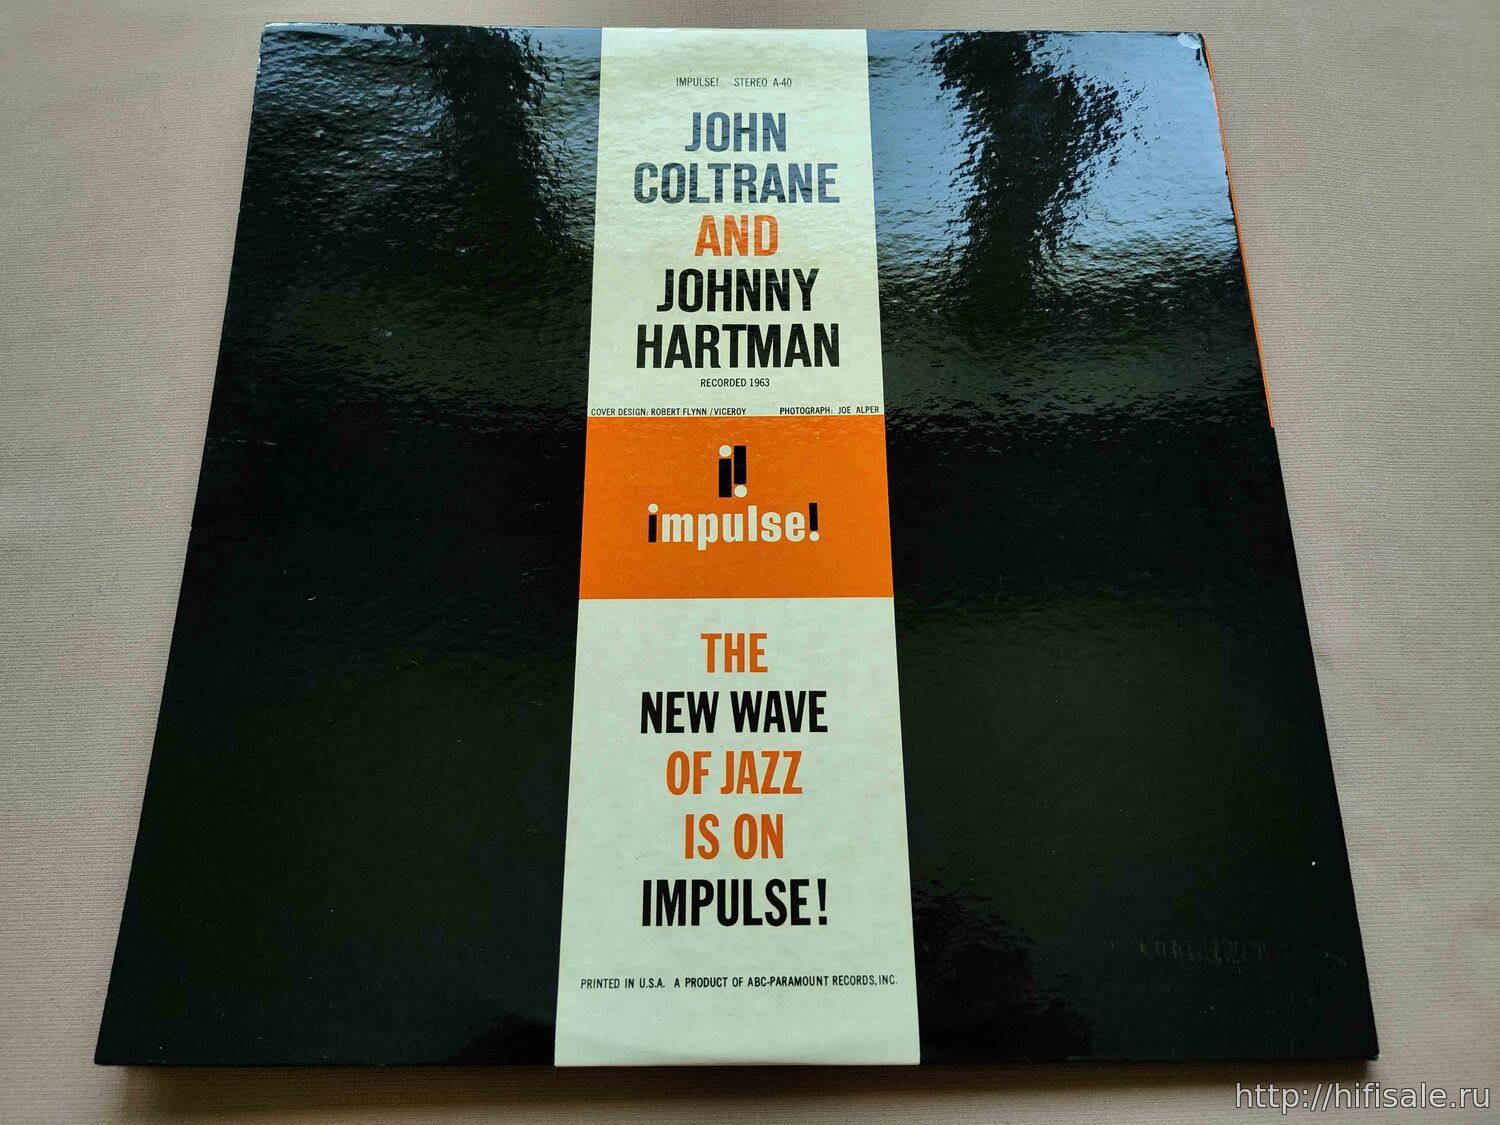 IMPULSE! STEREO A-40
JOHN
COLTRANE
AND
JOHNNY
HARTMAN
RECORDED 1963
COVER DESIGN: ROBERT FLYNN / VICEROY PHOTOGRAPH: JOE ALPER
i!
impulse!
THE
NEW WAVE
OF JAZZ
IS ON
IMPULSE!
PRINTED IN U.S.A. A PRODUCT OF ABC-PARAMOUNT RECORDS, INC.
http://hifisale.ru